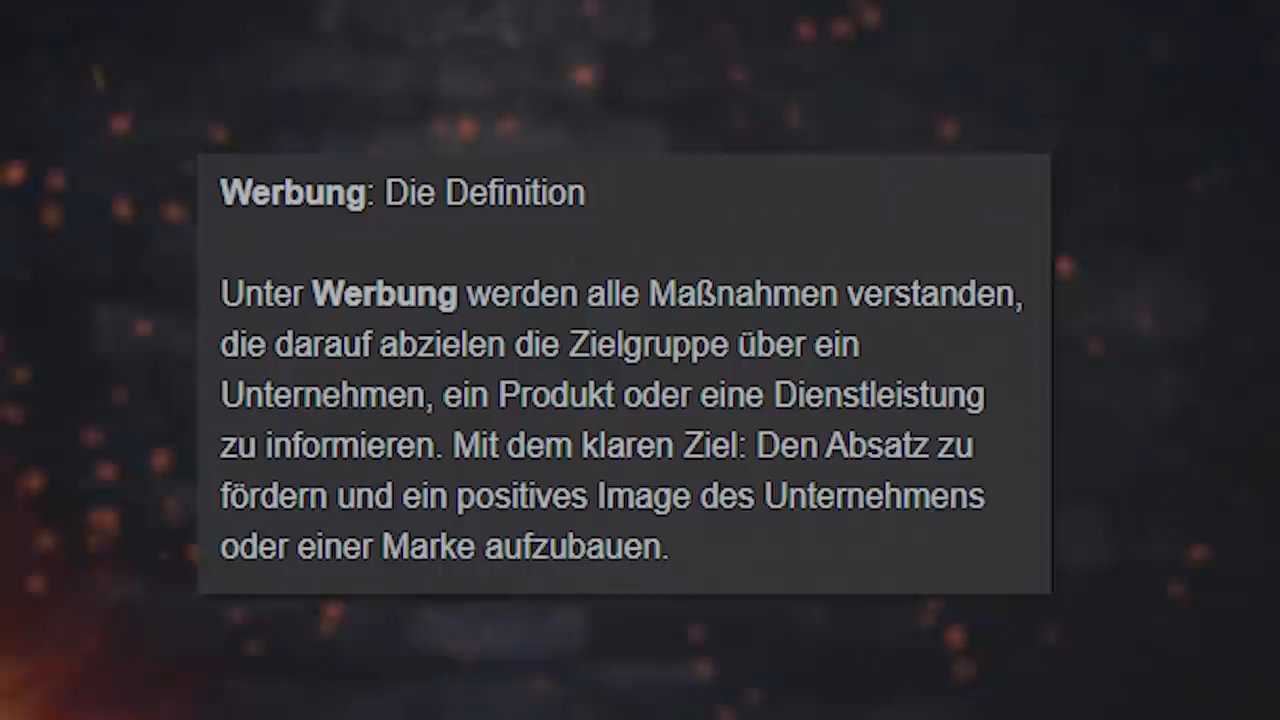 Werbung: Die Definition
Unter Werbung werden alle Maßnahmen verstanden,
die darauf abzielen die Zielgruppe über ein
Unternehmen, ein Produkt oder eine Dienstleistung
zu informieren. Mit dem klaren Ziel: Den Absatz zu
fördern und ein positives Image des Unternehmens
oder einer Marke aufzubauen.